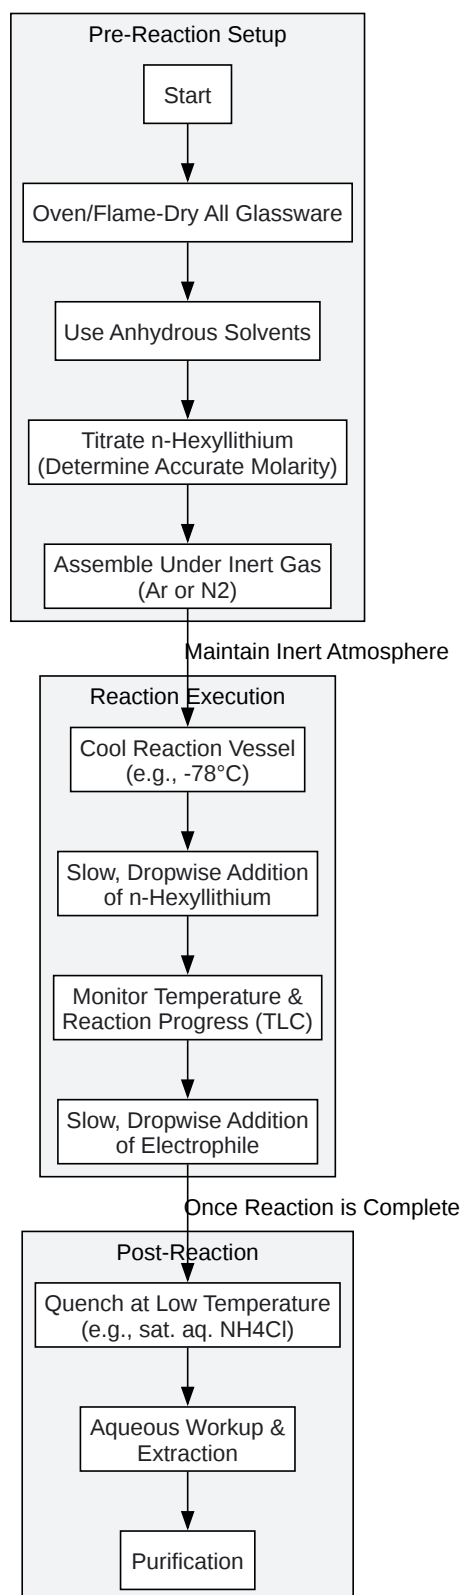 Pre-Reaction Setup
Start
Oven/Flame-Dry All Glassware
Use Anhydrous Solvents
Titrate n-Hexyllithium
(Determine Accurate Molarity)
Assemble Under Inert Gas
(Ar or N2)
Maintain Inert Atmosphere
Reaction Execution
Cool Reaction Vessel
(e.g., -78°C)
Slow, Dropwise Addition
of n-Hexyllithium
Monitor Temperature &
Reaction Progress (TLC)
Slow, Dropwise Addition
of Electrophile
Once Reaction is Complete
Post-Reaction
Quench at Low Temperature
(e.g., sat. aq. NH4Cl)
Aqueous Workup &
Extraction
Purification